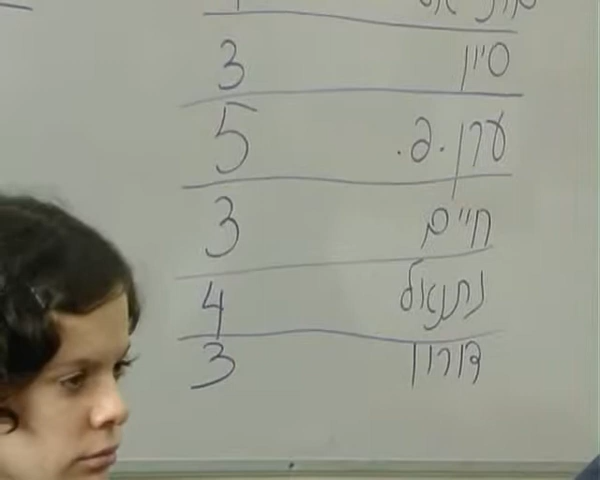 סיון 3
ערן .פ. 5
חיים 3
נתנאל 4
דורון 3